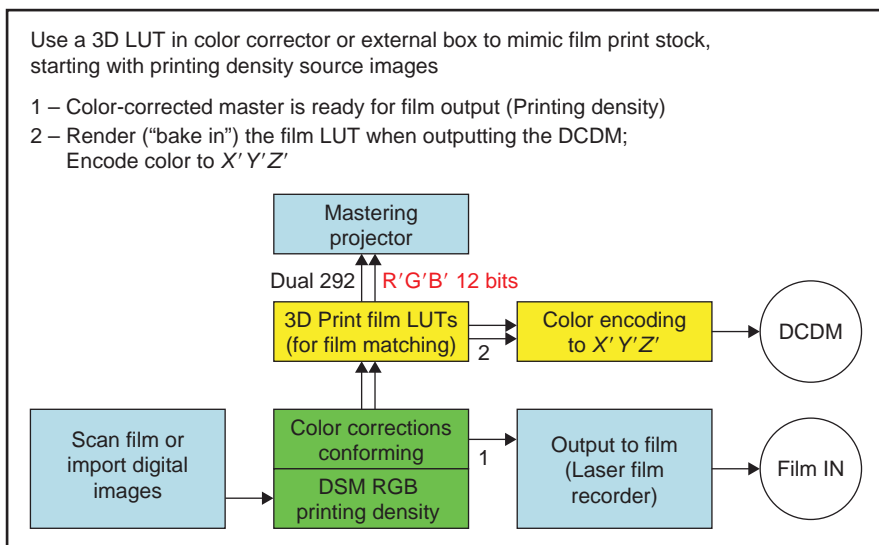 Use a 3D LUT in color corrector or external box to mimic film print stock,
starting with printing density source images
1 – Color-corrected master is ready for film output (Printing density)
2 – Render (“bake in”) the film LUT when outputting the DCDM;
Encode color to X′Y′Z′
Mastering
projector
Dual 292
R′G′B′ 12 bits
3D Print film LUTs
(for film matching)
2
Color encoding
to X′Y′Z′
DCDM
Scan film or
import digital
images
Color corrections
conforming
1
DSM RGB
printing density
Output to film
(Laser film
recorder)
Film IN